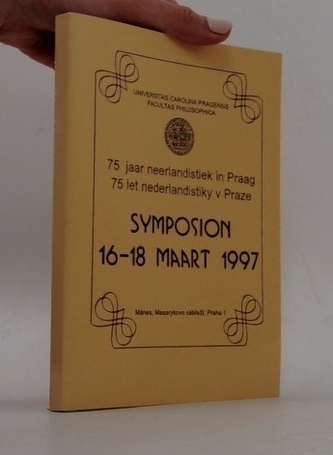 UNIVERSITAS CAROLINA PRAGENSIS
FACULTAS PHILOSOPHICA
75 jaar neerlandistiek in Praag
75 let nederlandistiky v Praze
SYMPOSION
16-18 MAART 1997
Mánes, Masarykovo nábřeží, Praha 1